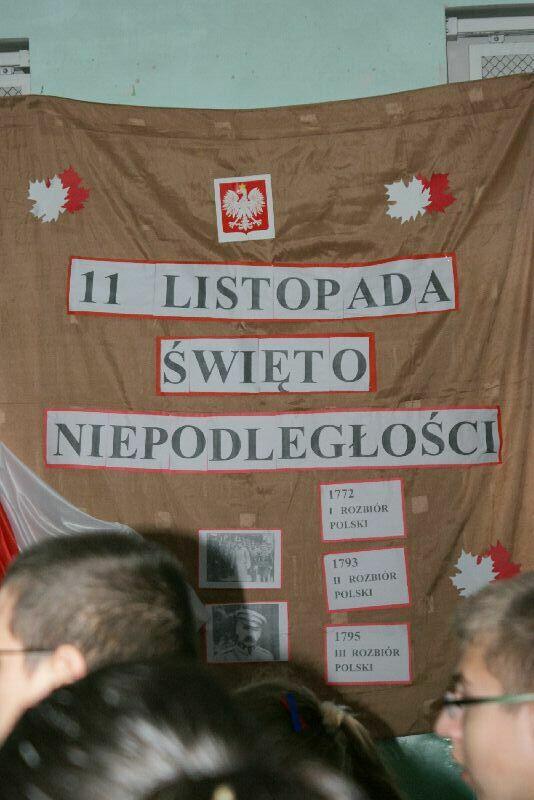 11 LISTOPADA
ŚWIĘTO
NIEPODLEGŁOŚCI
1772
I ROZBIÓR
POLSKI
1793
II ROZBIÓR
POLSKI
1795
III ROZBIÓR
POLSKI